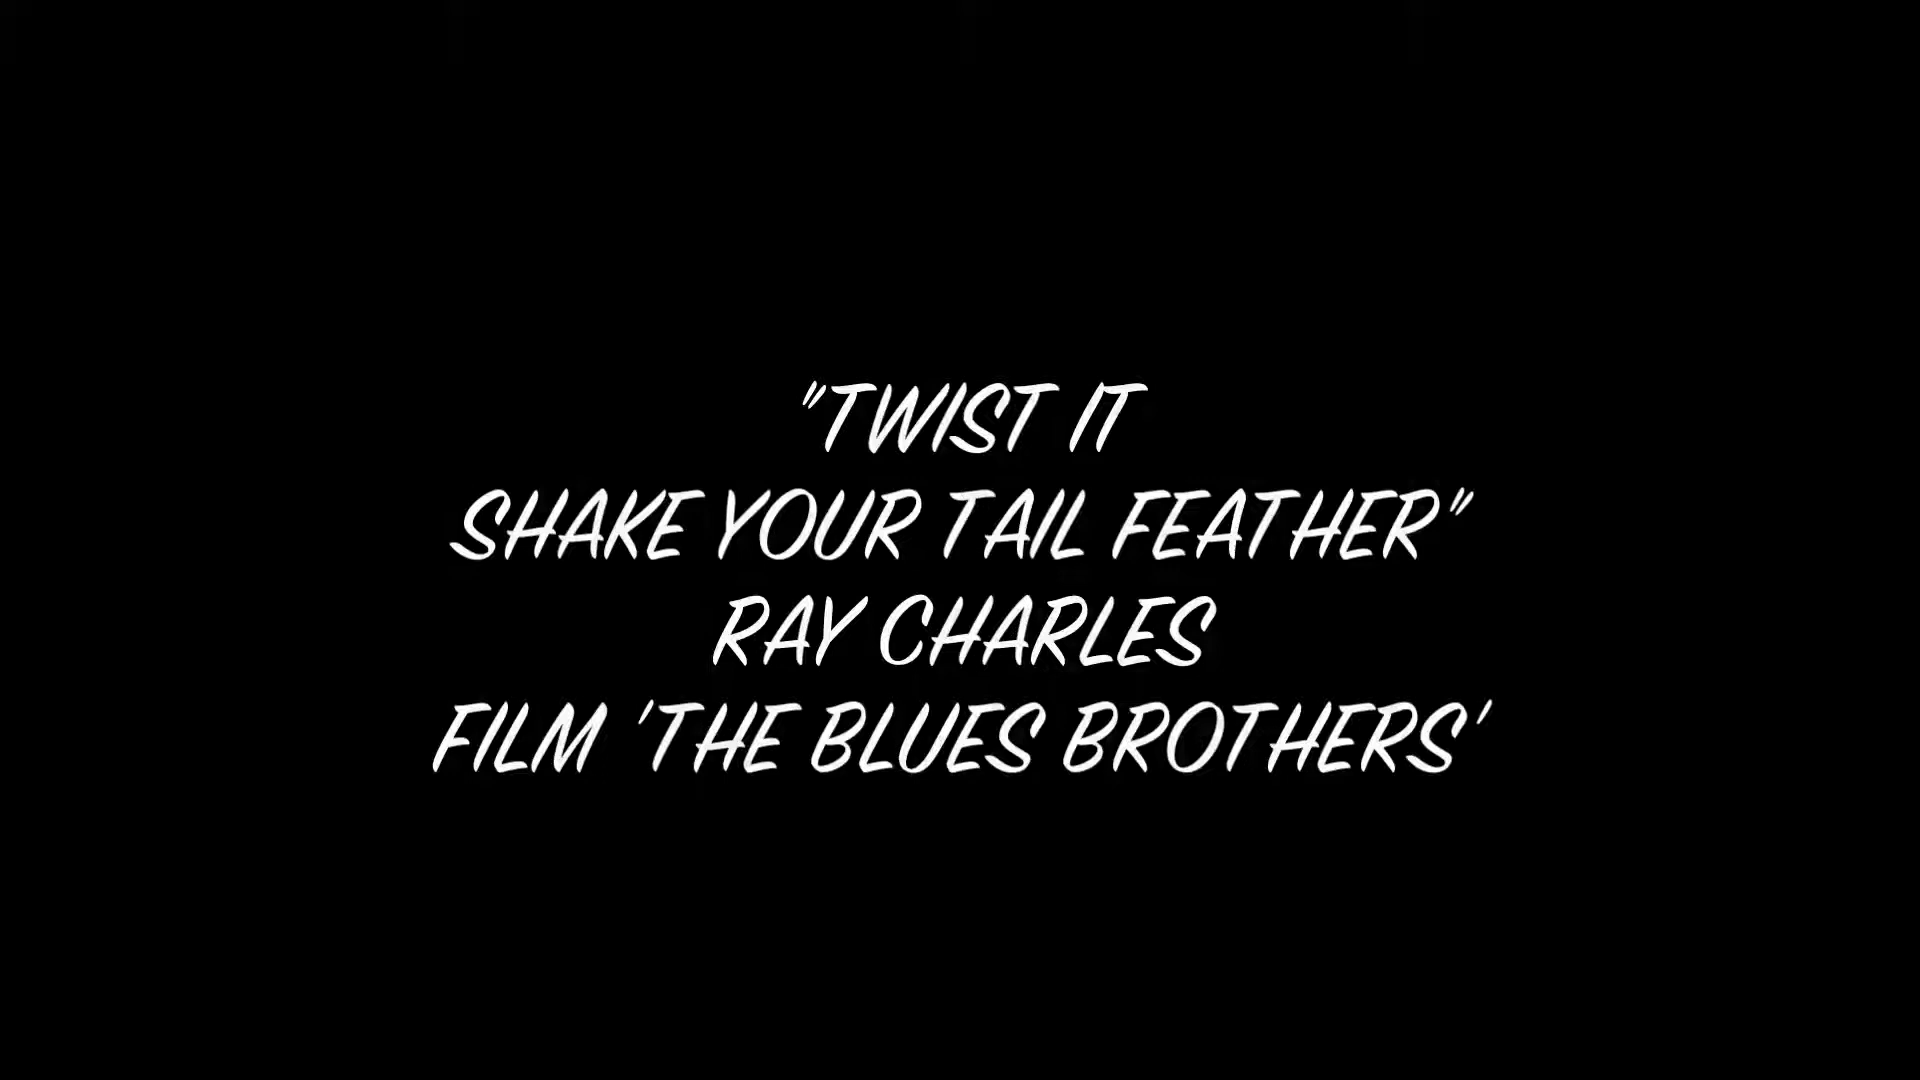 "TWIST IT
SHAKE YOUR TAIL FEATHER"
RAY CHARLES
FILM 'THE BLUES BROTHERS'